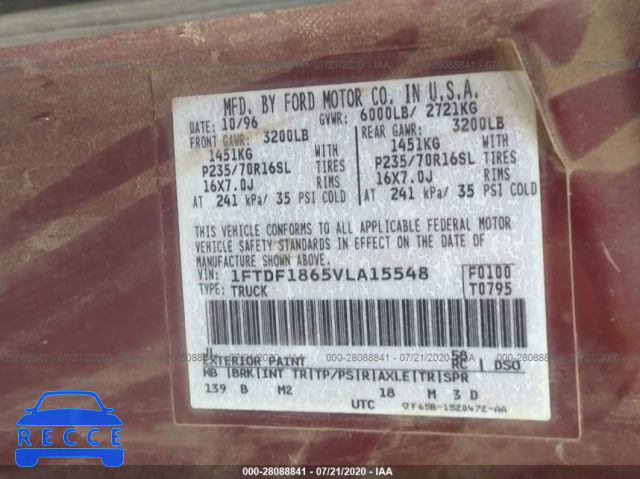 MFD. BY FORD MOTOR CO. IN U.S.A.
DATE: 10/96 GVWR: 6000LB/ 2721KG
FRONT GAWR: 3200LB REAR GAWR: 3200LB
1451KG 1451KG
P235/70R16SL TIRES P235/70R16SL TIRES
16X7.0J RIMS 16X7.0J RIMS
AT 241 kPa/ 35 PSI COLD AT 241 kPa/ 35 PSI COLD
THIS VEHICLE CONFORMS TO ALL APPLICABLE FEDERAL MOTOR
VEHICLE SAFETY STANDARDS IN EFFECT ON THE DATE OF
MANUFACTURE SHOWN ABOVE.
VIN: 1FTDF1865VLA15548 F0100
TYPE: TRUCK T0795
EXTERIOR PAINT RC DSO
WB BRK INT TR TP/PS R AXLE TR SPR
139 B M2 18 M 3 D
UTC ▽F65B-1520472-AA
000-28088841 / 07/21/2020 - IAA